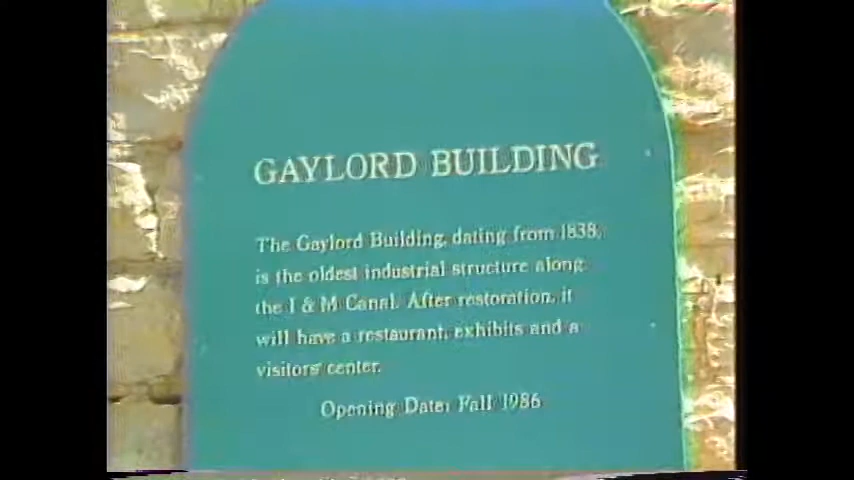 GAYLORD BUILDING
The Gaylord Building, dating from 1838,
is the oldest industrial structure along
the I & M Canal. After restoration, it
will have a restaurant, exhibits and a
visitors' center.
Opening Date: Fall 1986